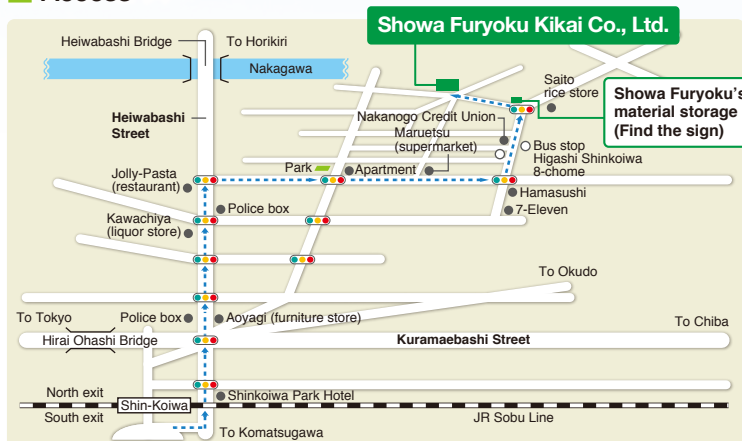 Access
Showa Furyoku Kikai Co., Ltd.
Heiwabashi Bridge
To Horikiri
Nakagawa
Saito
rice store
Showa Furyoku's
material storage
(Find the sign)
Heiwabashi
Street
Nakanogo Credit Union
Maruetsu
(supermarket)
Bus stop
Higashi Shinkoiwa
8-chome
Jolly-Pasta
(restaurant)
Park
Apartment
Hamasushi
7-Eleven
Police box
Kawachiya
(liquor store)
To Okudo
To Tokyo
Police box
Aoyagi (furniture store)
To Chiba
Hirai Ohashi Bridge
Kuramaebashi Street
North exit
Shinkoiwa Park Hotel
Shin-Koiwa
South exit
JR Sobu Line
To Komatsugawa